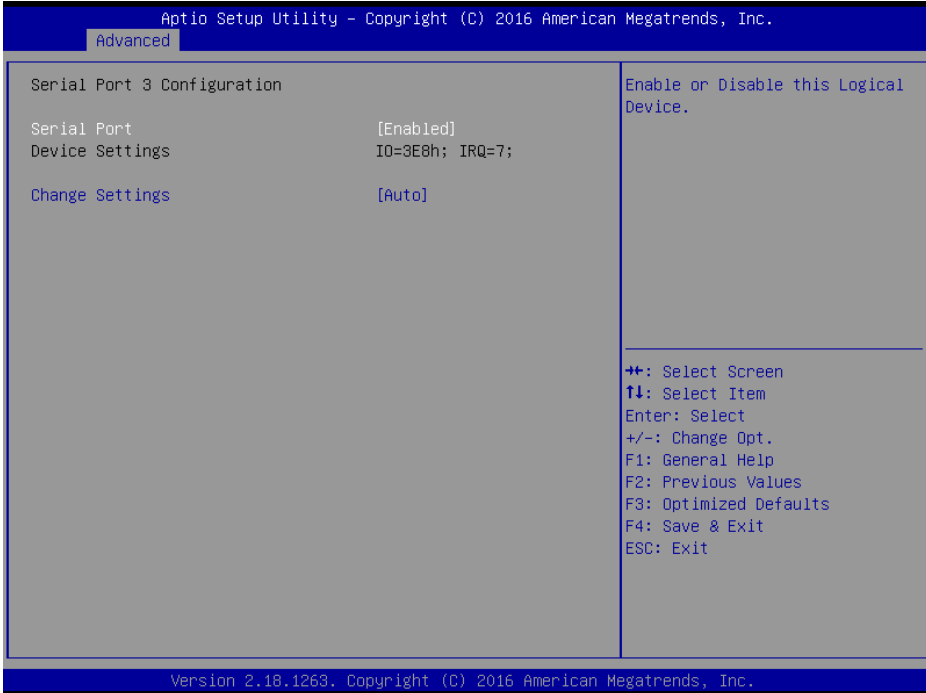 Aptio Setup Utility – Copyright (C) 2016 American Megatrends, Inc.
Advanced
Serial Port 3 Configuration
Serial Port [Enabled]
Device Settings IO=3E8h; IRQ=7;
Change Settings [Auto]
Enable or Disable this Logical
Device.
→←: Select Screen
↑↓: Select Item
Enter: Select
+/-: Change Opt.
F1: General Help
F2: Previous Values
F3: Optimized Defaults
F4: Save & Exit
ESC: Exit
Version 2.18.1263. Copyright (C) 2016 American Megatrends, Inc.